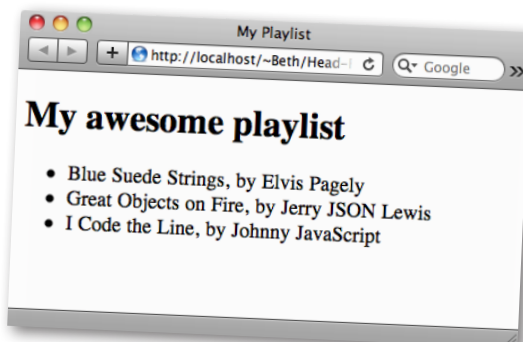 My Playlist
http://localhost/~Beth/Head-
Google
My awesome playlist
• Blue Suede Strings, by Elvis Pagely
• Great Objects on Fire, by Jerry JSON Lewis
• I Code the Line, by Johnny JavaScript